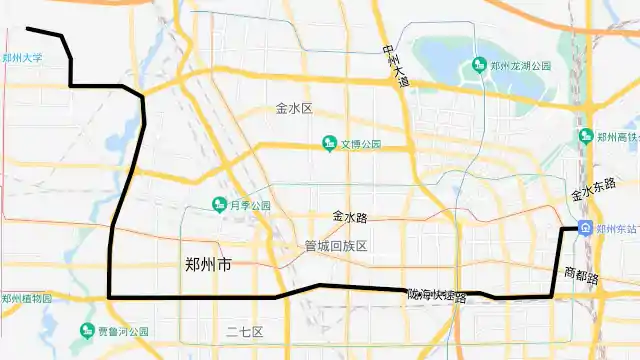 郑州大学
中州大道
郑州龙湖公园
金水区
文博公园
郑州高铁
金水东路
月季公园
金水路
郑州东站
管城回族区
郑州市
商都路
陇海快速路
郑州植物园
贾鲁河公园
二七区